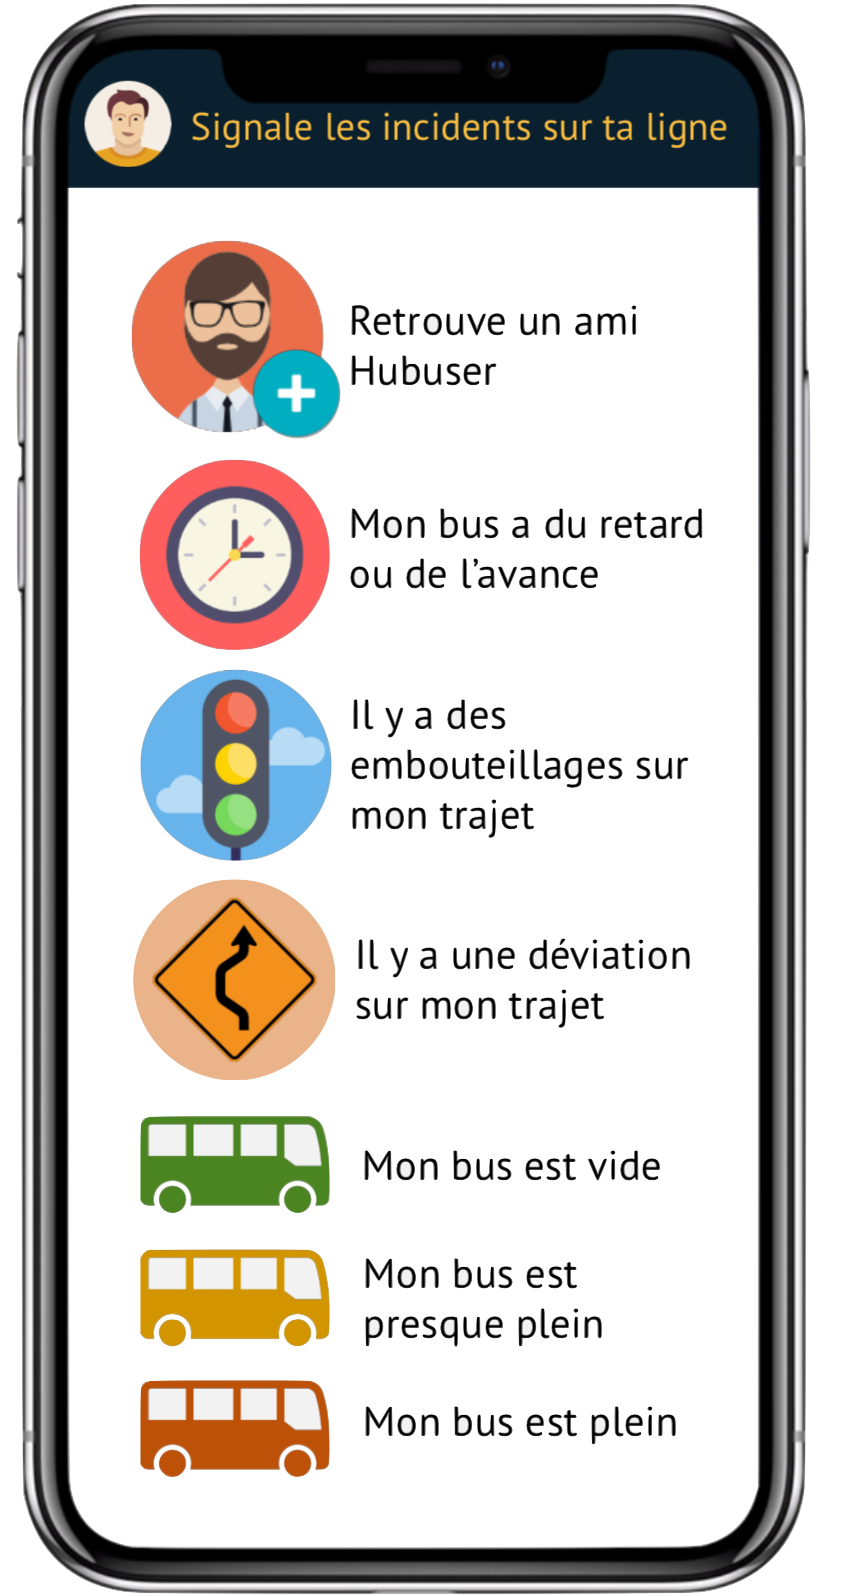 Signale les incidents sur ta ligne
Retrouve un ami
Hubuser
Mon bus a du retard
ou de l’avance
Il y a des
embouteillages sur
mon trajet
Il y a une déviation
sur mon trajet
Mon bus est vide
Mon bus est
presque plein
Mon bus est plein